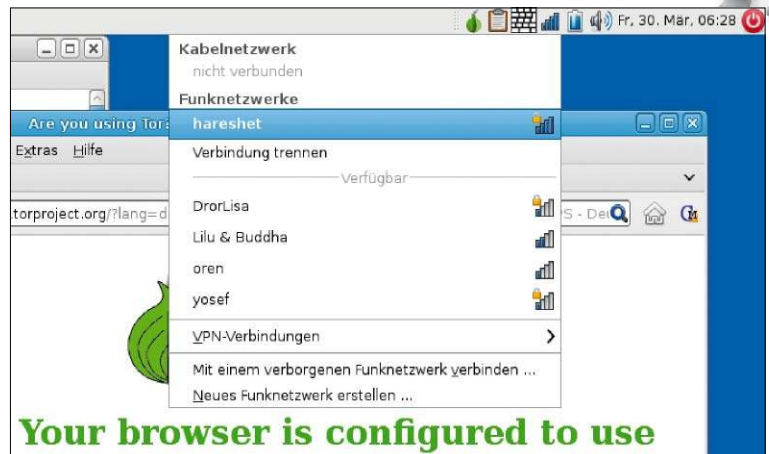 Fr, 30. Mär, 06:28
Kabelnetzwerk
nicht verbunden
Funknetzwerke
Are you using Tor
hareshet
Extras Hilfe
Verbindung trennen
Verfügbar
.torproject.org/?lang=d
DrorLisa
Lilu & Buddha
oren
yosef
VPN-Verbindungen
Mit einem verborgenen Funknetzwerk verbinden ...
Neues Funknetzwerk erstellen ...
Your browser is configured to use